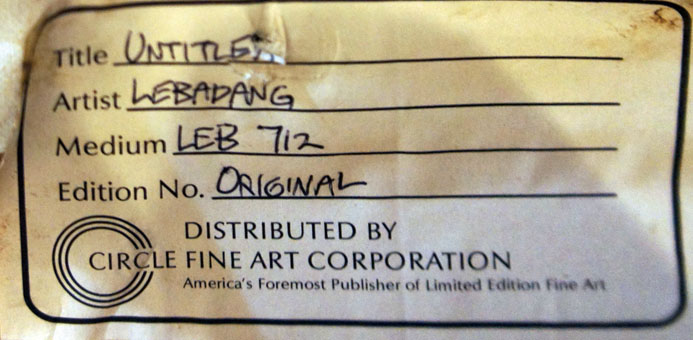 Title UNTITLED
Artist LEBADANG
Medium LEB 712
Edition No. ORIGINAL
DISTRIBUTED BY
CIRCLE FINE ART CORPORATION
America's Foremost Publisher of Limited Edition Fine Art